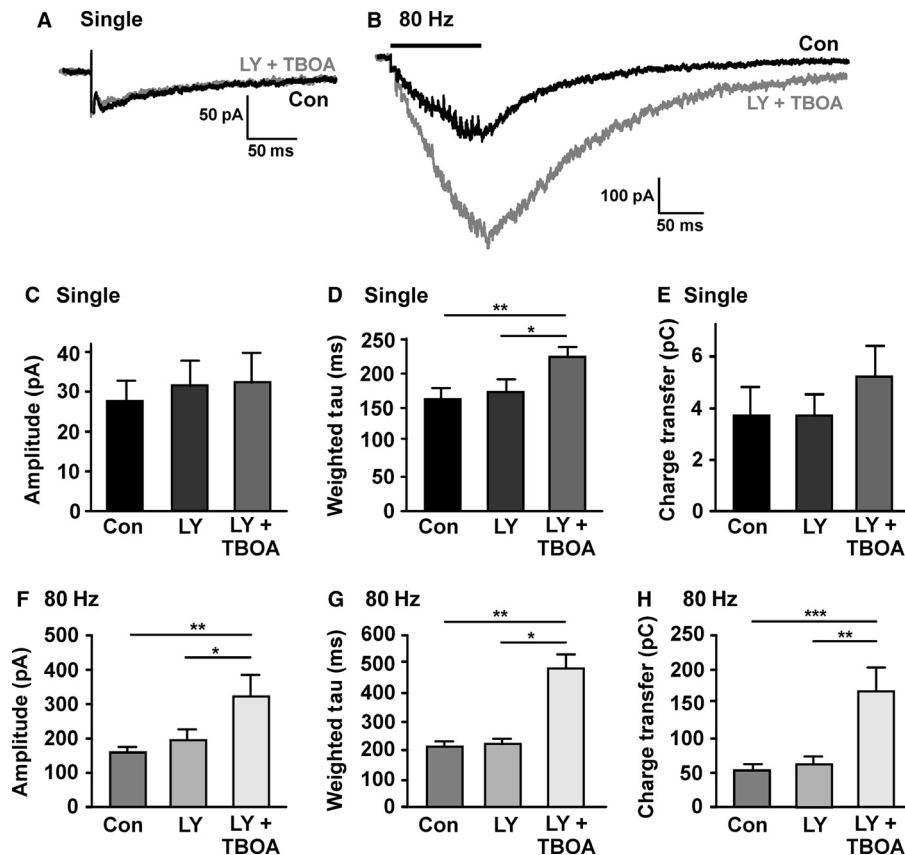 A Single
LY + TBOA
Con
50 pA
50 ms
B 80 Hz
Con
LY + TBOA
100 pA
50 ms
C Single
Amplitude (pA)
40
30
20
10
0
Con LY LY +
TBOA
D Single
Weighted tau (ms)
250
200
150
100
50
0
**
*
Con LY LY +
TBOA
E Single
Charge transfer (pC)
6
4
2
0
Con LY LY +
TBOA
F 80 Hz
Amplitude (pA)
500
400
300
200
100
0
**
*
Con LY LY +
TBOA
G 80 Hz
Weighted tau (ms)
600
500
400
300
200
100
0
**
*
Con LY LY +
TBOA
H 80 Hz
Charge transfer (pC)
250
200
150
100
50
0
***
**
Con LY LY +
TBOA